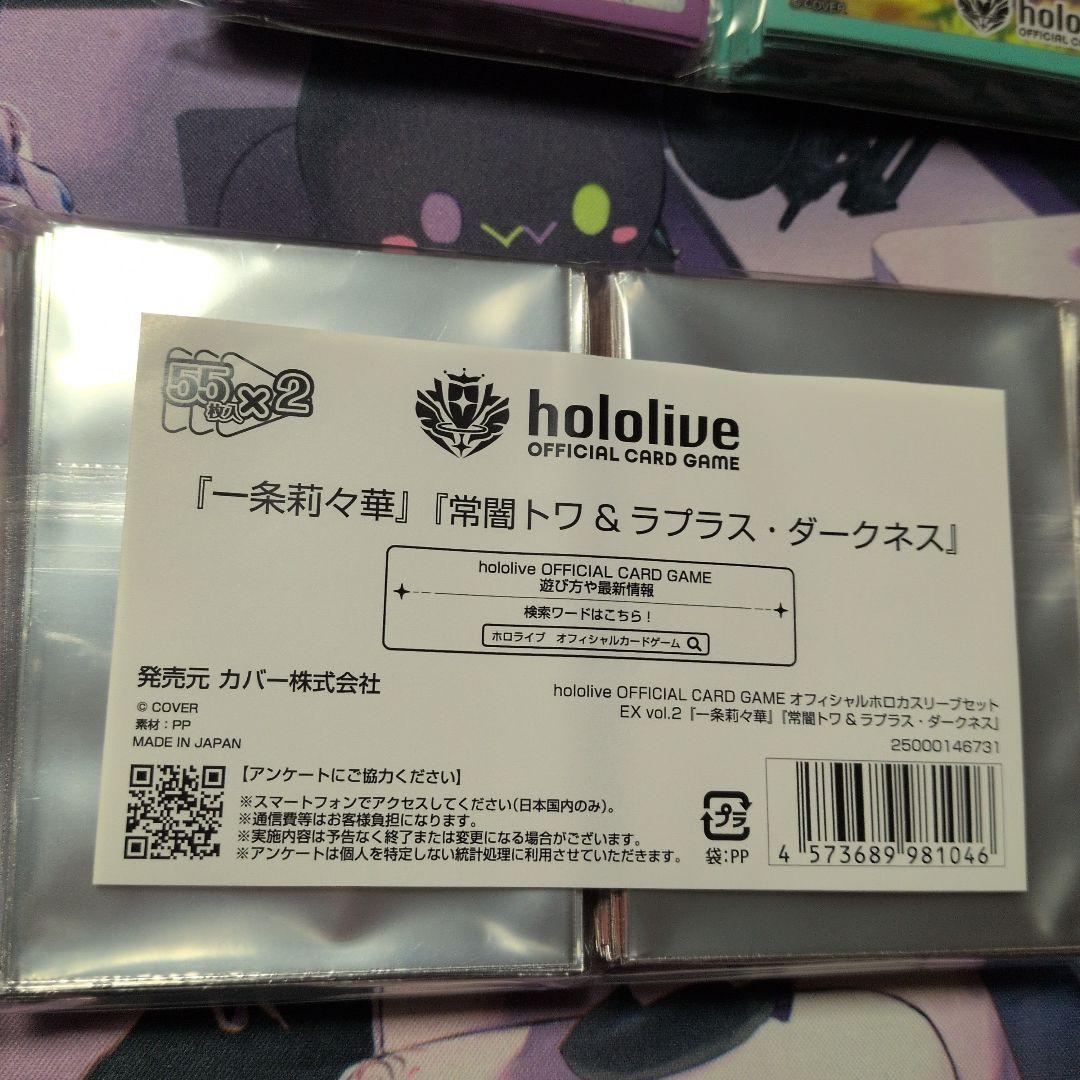 © COVER
holo
OFFICIAL C
55枚入×2
hololive
OFFICIAL CARD GAME
『一条莉々華』『常闇トワ & ラプラス・ダークネス』
hololive OFFICIAL CARD GAME
遊び方や最新情報
検索ワードはこちら！
ホロライブ オフィシャルカードゲーム
発売元 カバー株式会社
© COVER
素材：PP
MADE IN JAPAN
hololive OFFICIAL CARD GAME オフィシャルホロカスリーブセット
EX vol.2『一条莉々華』『常闇トワ & ラプラス・ダークネス』
25000146731
【アンケートにご協力ください】
※スマートフォンでアクセスしてください(日本国内のみ)。
※通信費等はお客様負担になります。
※実施内容は予告なく終了または変更になる場合がございます。
※アンケートは個人を特定しない統計処理に利用させていただきます。
プラ
袋：PP
4 573689 981046